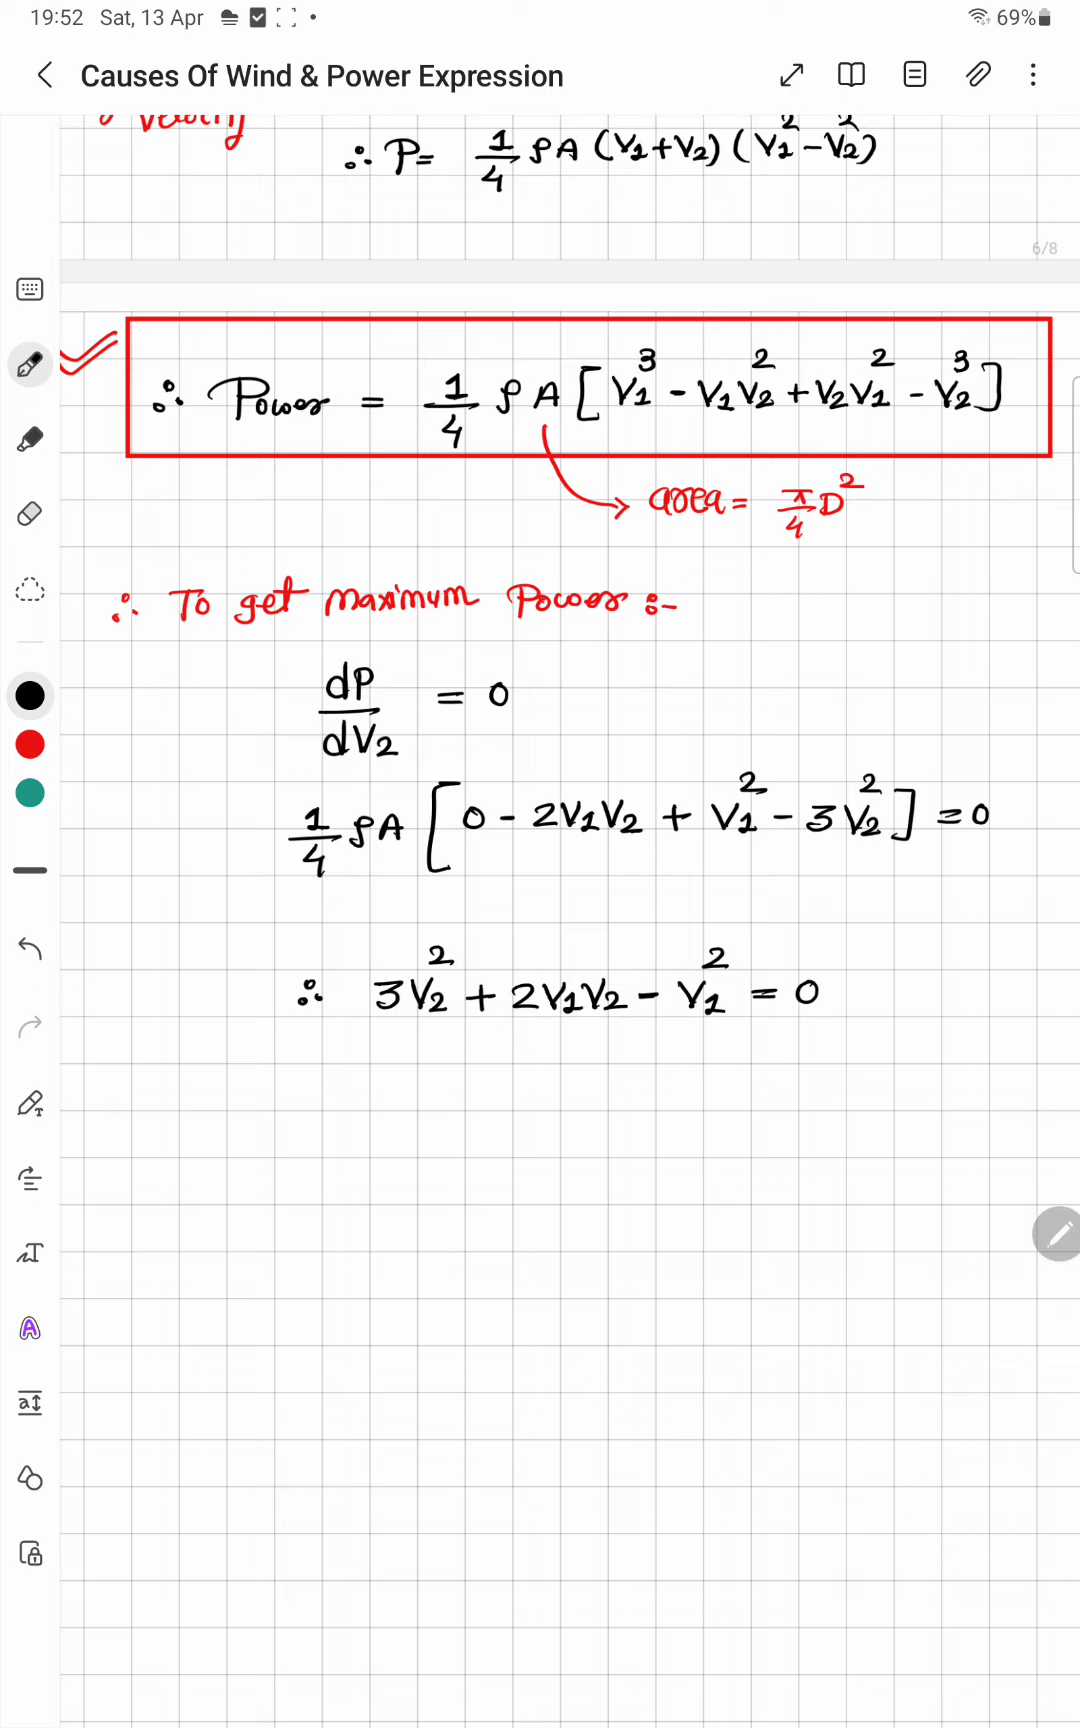 19:52 Sat, 13 Apr 69%
Causes Of Wind & Power Expression
Velocity
∴ P= 1/4 ρA (V₁+V₂) (V₁²-V₂²)
6/8
∴ Power = 1/4 ρ A [V₁³ - V₁V₂² + V₂V₁² - V₂³]
area = π/4 D²
∴ To get maximum Power :-
dP/dV₂ = 0
1/4 ρA [0 - 2V₁V₂ + V₁² - 3V₂²] = 0
∴ 3V₂² + 2V₁V₂ - V₁² = 0